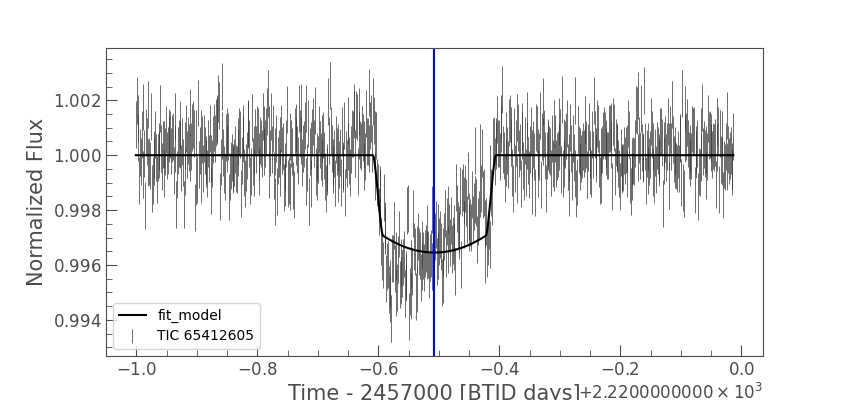 Normalized Flux
1.002
1.000
0.998
0.996
0.994
fit_model
TIC 65412605
−1.0 −0.8 −0.6 −0.4 −0.2 0.0
Time - 2457000 [BTJD days] +2.2200000000 × 10³